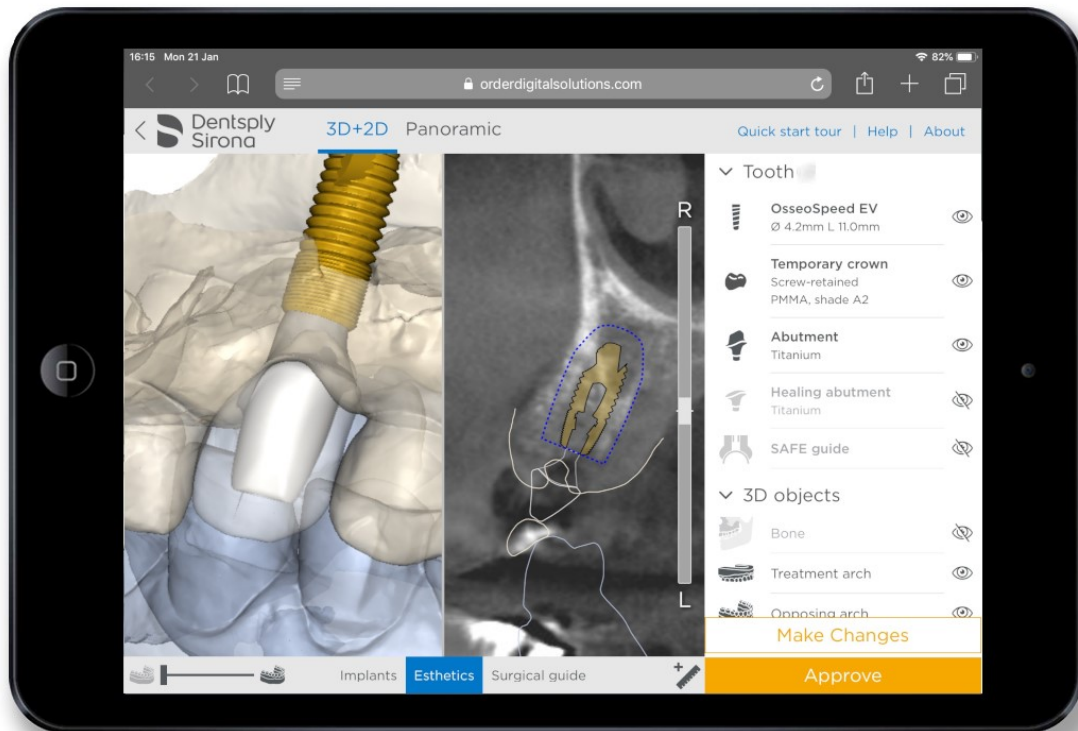 16:15 Mon 21 Jan
82%
orderdigitalsolutions.com
Dentsply
Sirona
3D+2D Panoramic
Quick start tour | Help | About
Tooth
OsseoSpeed EV
Ø 4.2mm L 11.0mm
Temporary crown
Screw-retained
PMMA, shade A2
Abutment
Titanium
Healing abutment
Titanium
SAFE guide
3D objects
Bone
Treatment arch
Opposing arch
R
L
Make Changes
Implants Esthetics Surgical guide
Approve